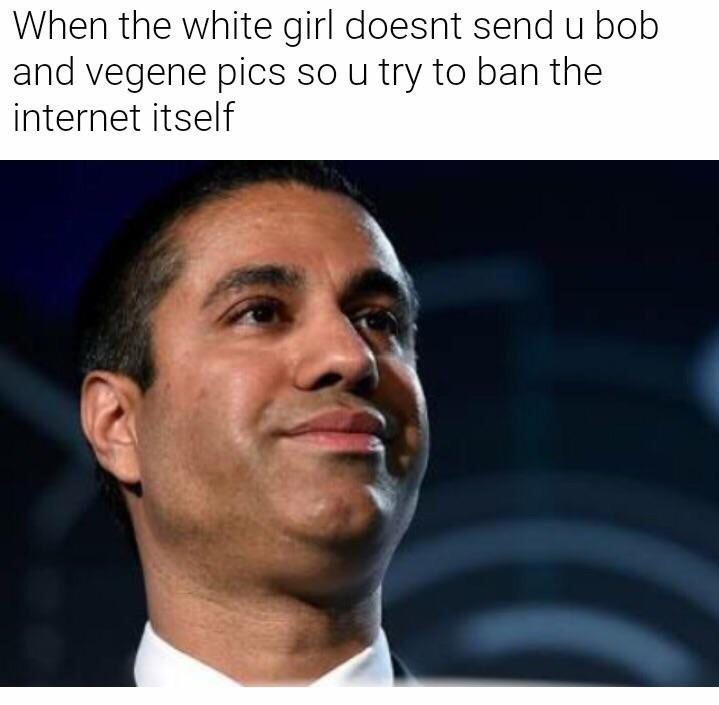 When the white girl doesnt send u bob
and vegene pics so u try to ban the
internet itself